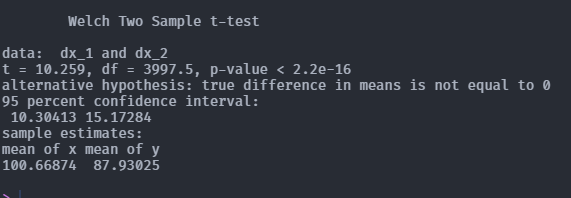 Welch Two Sample t-test
data:  dx_1 and dx_2
t = 10.259, df = 3997.5, p-value < 2.2e-16
alternative hypothesis: true difference in means is not equal to 0
95 percent confidence interval:
 10.30413 15.17284
sample estimates:
mean of x mean of y
100.66874  87.93025
>